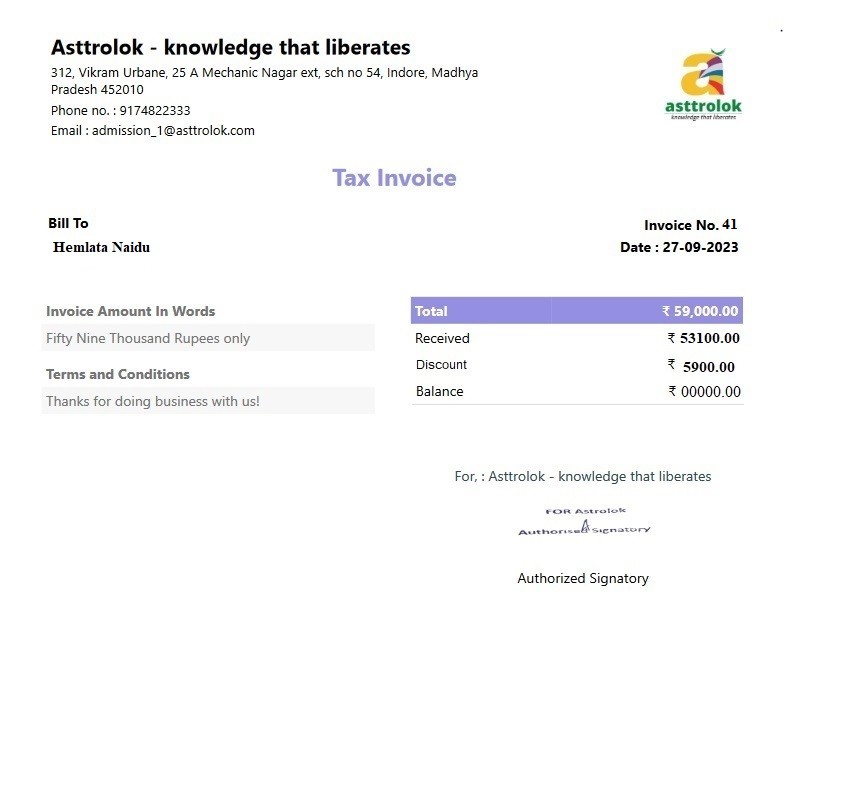 Asttrolok - knowledge that liberates
312, Vikram Urbane, 25 A Mechanic Nagar ext, sch no 54, Indore, Madhya
Pradesh 452010
Phone no. : 9174822333
Email : admission_1@asttrolok.com
asttrolok
knowledge that liberates
Tax Invoice
Bill To
Hemlata Naidu
Invoice No. 41
Date : 27-09-2023
Invoice Amount In Words
Fifty Nine Thousand Rupees only
Terms and Conditions
Thanks for doing business with us!
Total ₹ 59,000.00
Received ₹ 53100.00
Discount ₹ 5900.00
Balance ₹ 00000.00
For, : Asttrolok - knowledge that liberates
FOR Astrolok
Authorised Signatory
Authorized Signatory